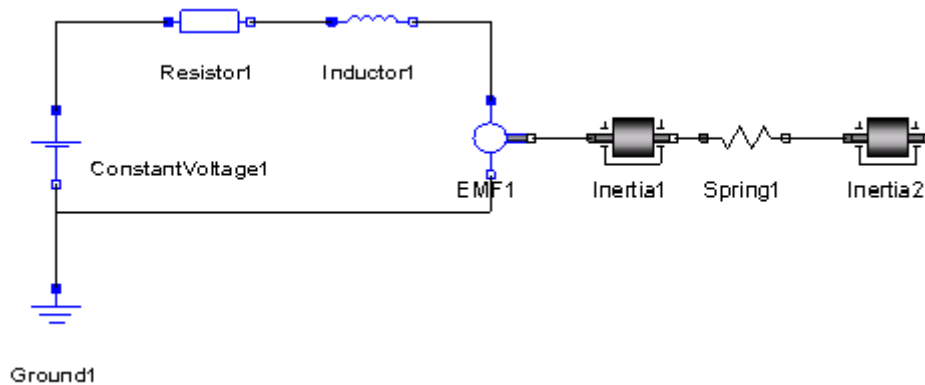 Resistor1
Inductor1
ConstantVoltage1
EMF1
Inertia1
Spring1
Inertia2
Ground1